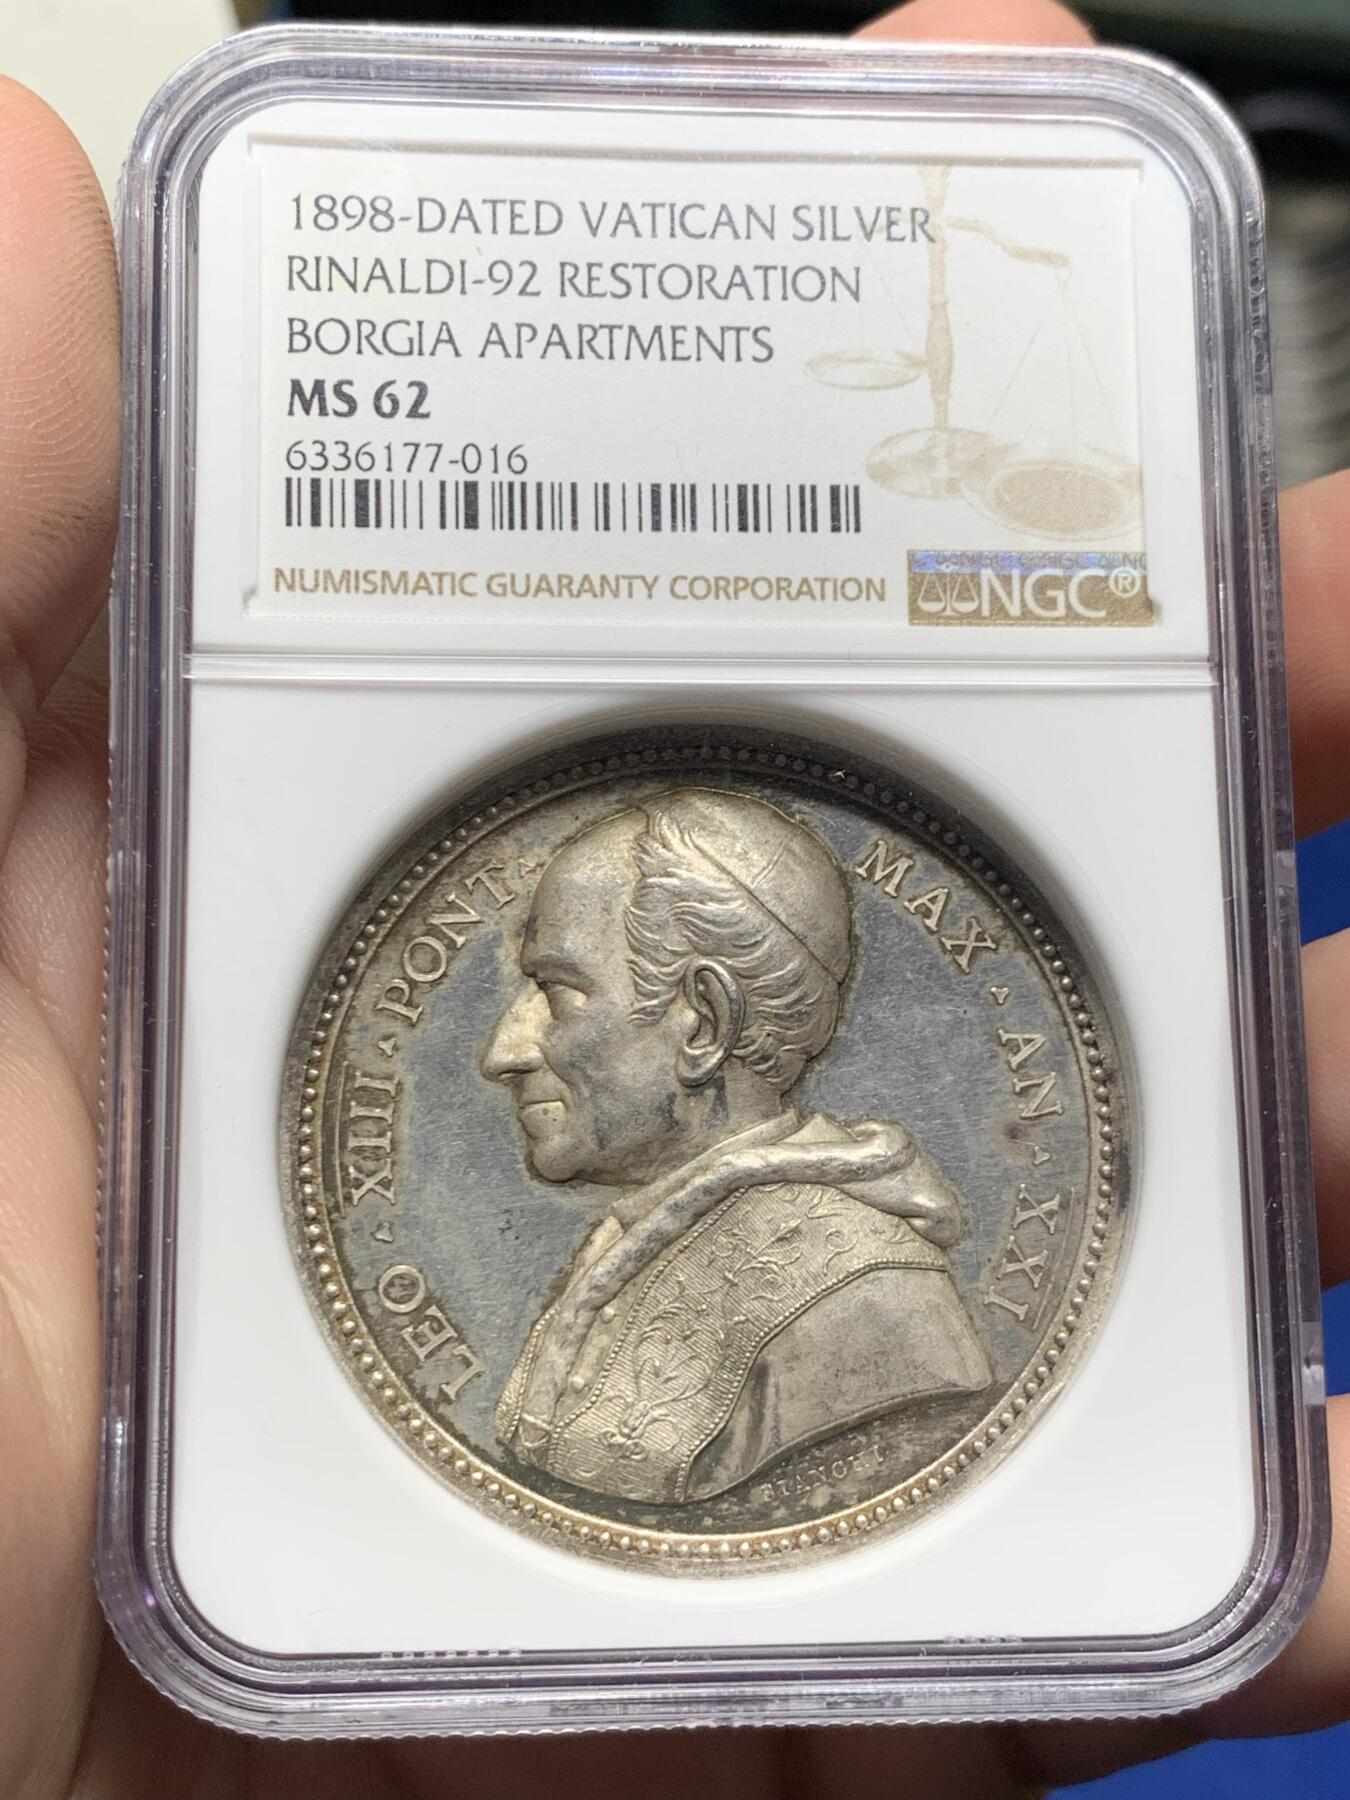 1898-DATED VATICAN SILVER
RINALDI-92 RESTORATION
BORGIA APARTMENTS
MS 62
6336177-016
NUMISMATIC GUARANTY CORPORATION
NGC®
LEO · XIII · PONT · MAX · AN · XXI
BIANCHI